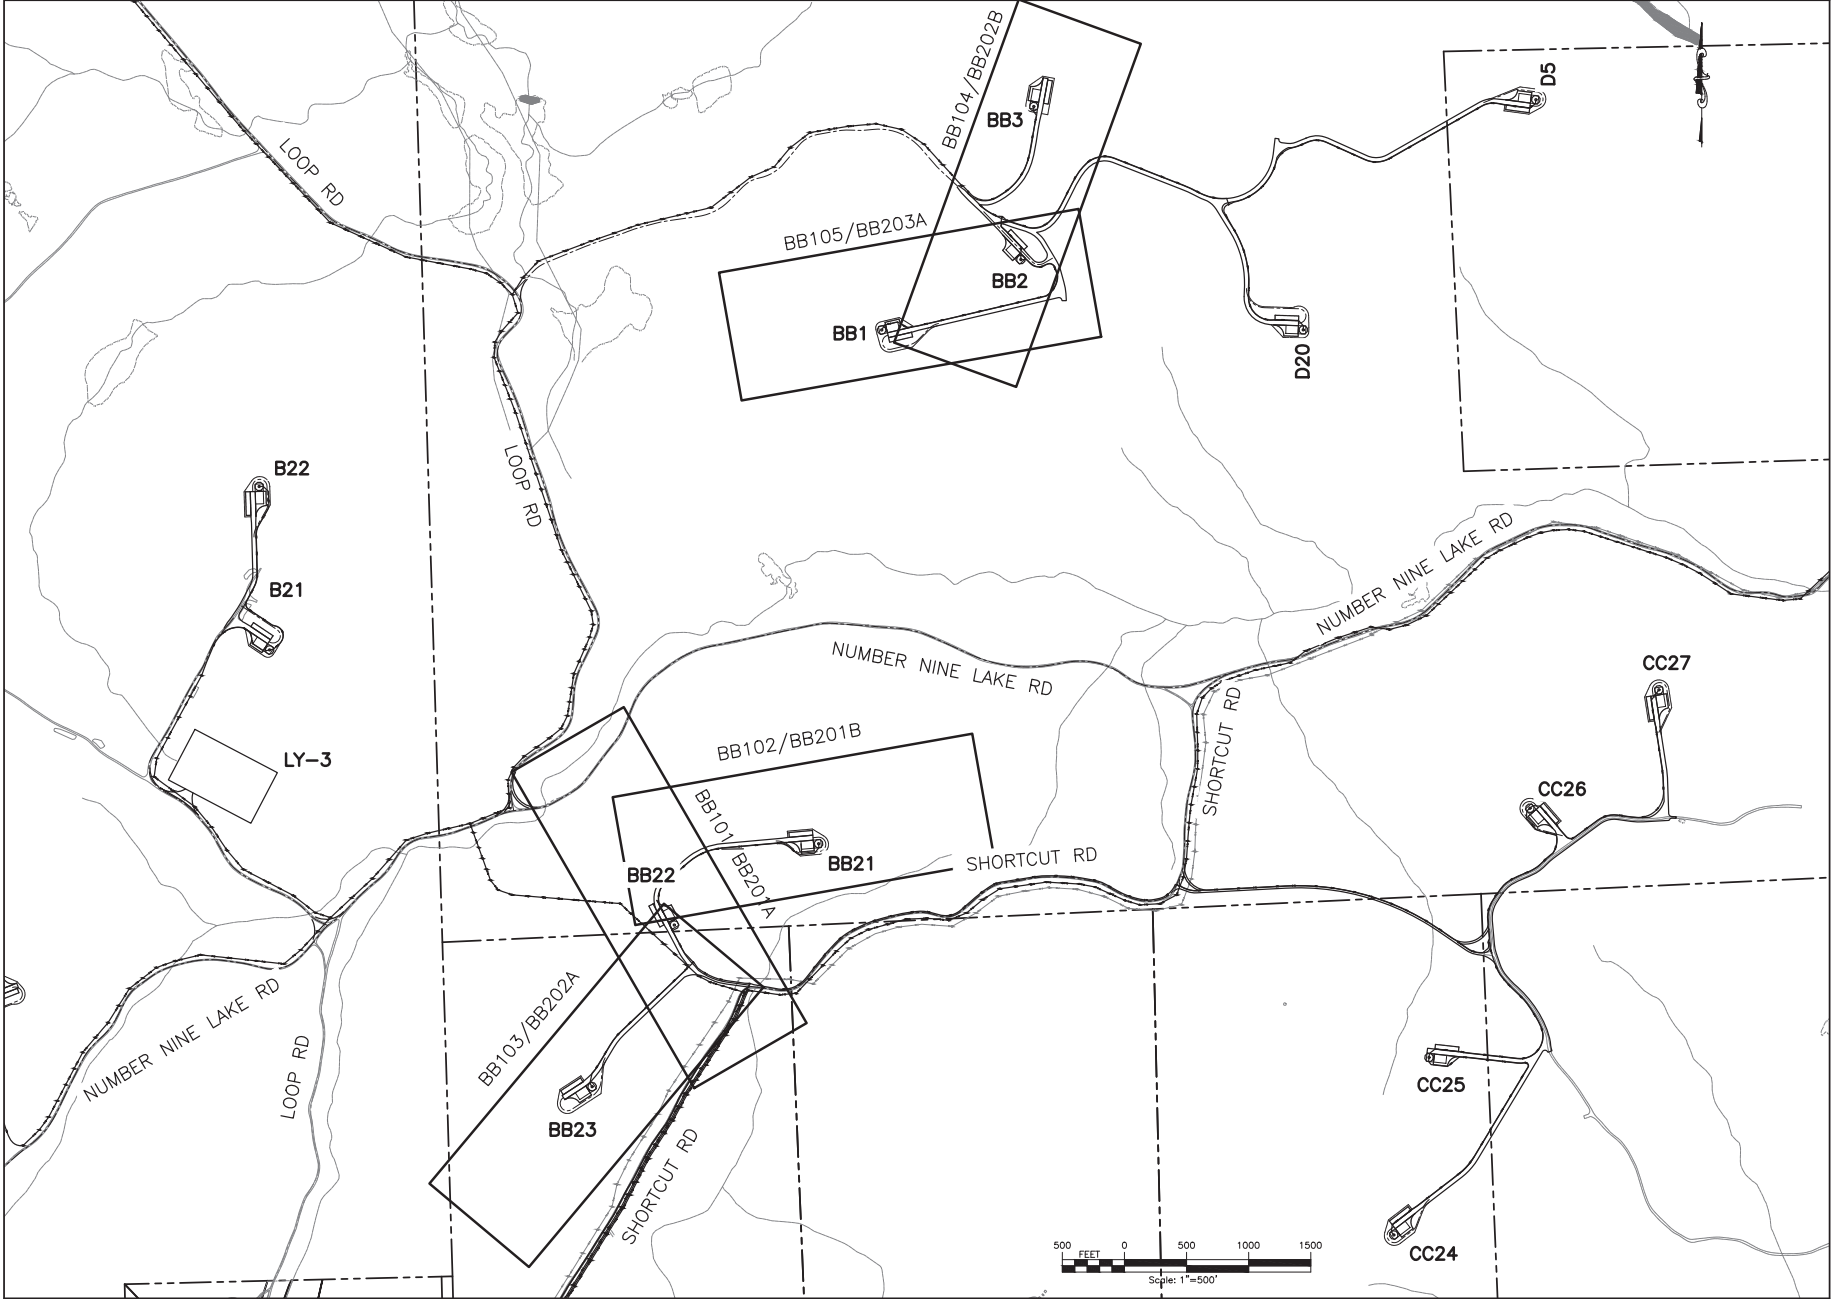 BB104/BB202B
D5
BB3
LOOP RD
BB105/BB203A
BB2
BB1
D20
B22
LOOP RD
NUMBER NINE LAKE RD
B21
NUMBER NINE LAKE RD
CC27
SHORTCUT RD
BB102/BB201B
LY-3
CC26
BB101/BB201A
BB21
SHORTCUT RD
BB22
NUMBER NINE LAKE RD
BB103/BB202A
LOOP RD
CC25
BB23
SHORTCUT RD
CC24
500 0 500 1000 1500
FEET
Scale: 1"=500'